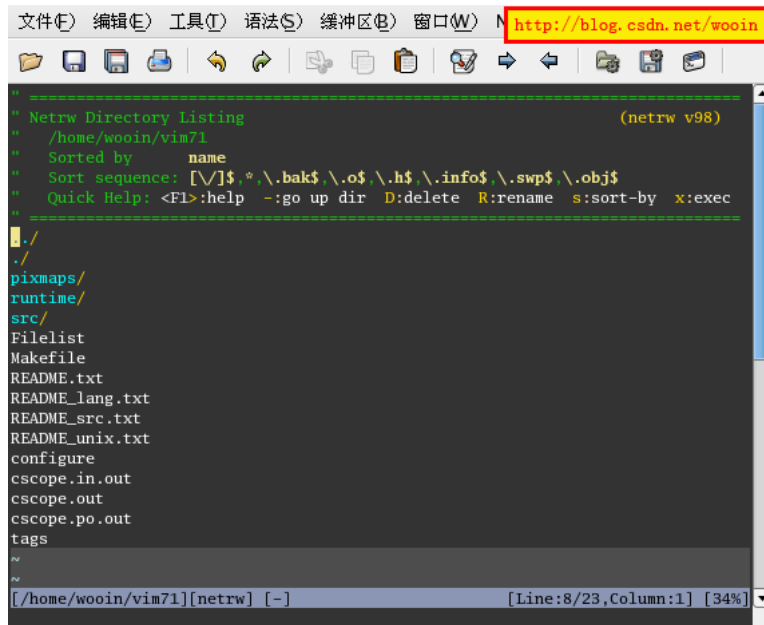 文件(F) 编辑(E) 工具(T) 语法(S) 缓冲区(B) 窗口(W) N http://blog.csdn.net/wooin
" ============================================================================
" Netrw Directory Listing                                        (netrw v98)
"   /home/wooin/vim71
"   Sorted by      name
"   Sort sequence: [\/]$,*,\.bak$,\.o$,\.h$,\.info$,\.swp$,\.obj$
"   Quick Help: <F1>:help  -:go up dir  D:delete  R:rename  s:sort-by  x:exec
" ============================================================================
../
./
pixmaps/
runtime/
src/
Filelist
Makefile
README.txt
README_lang.txt
README_src.txt
README_unix.txt
configure
cscope.in.out
cscope.out
cscope.po.out
tags
~
~
[/home/wooin/vim71][netrw] [-] [Line:8/23,Column:1] [34%]